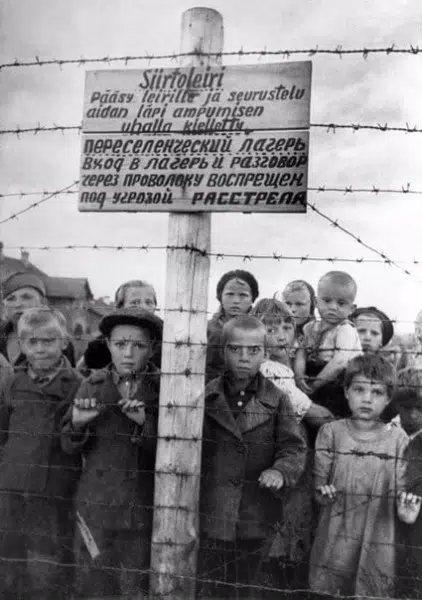 Siirtoleiri
Pääsy leirille ja seurustelu
aidan läpi ampumisen
uhalla kielletty.
ПЕРЕСЕЛЕНЧЕСКИЙ ЛАГЕРЬ
ВХОД В ЛАГЕРЬ И РАЗГОВОР
ЧЕРЕЗ ПРОВОЛОКУ ВОСПРЕЩЕН
ПОД УГРОЗОЙ РАССТРЕЛА